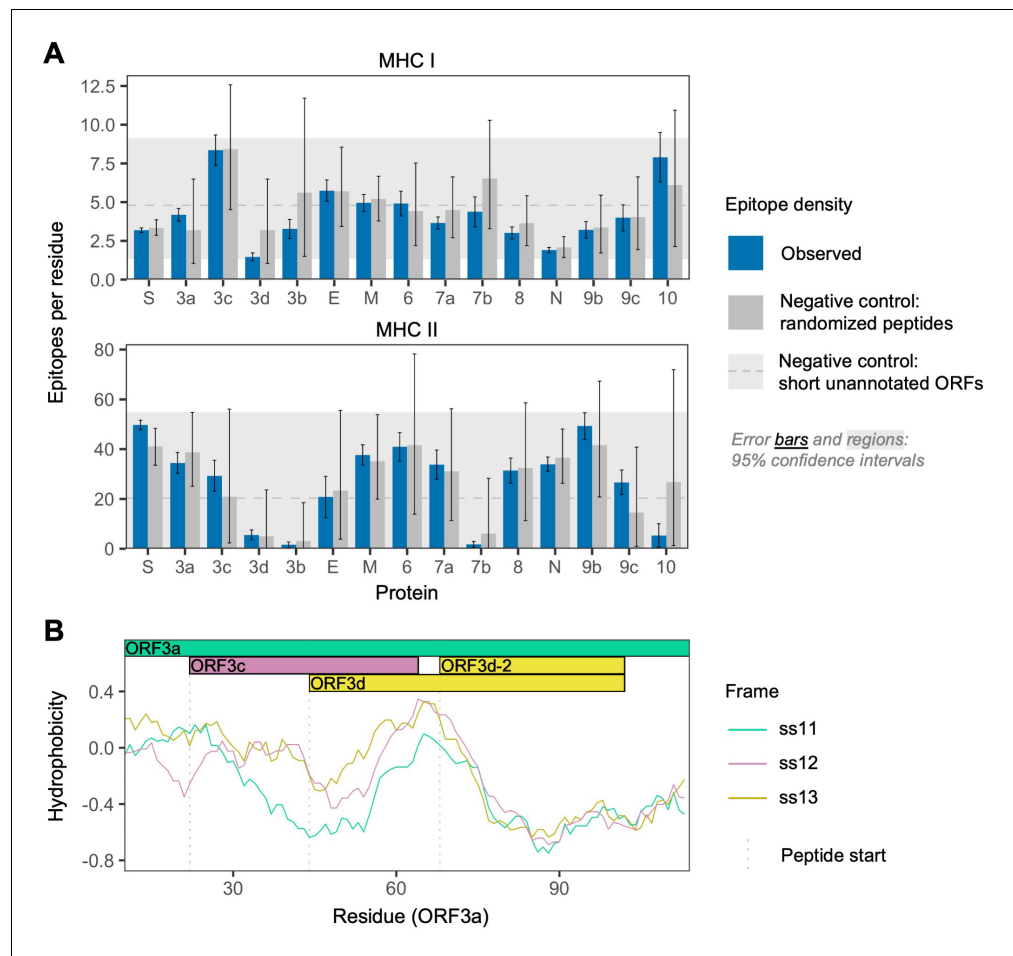 A
MHC I
12.5
10.0
7.5
5.0
2.5
0.0
S 3a 3c 3d 3b E M 6 7a 7b 8 N 9b 9c 10
MHC II
80
60
40
20
0
S 3a 3c 3d 3b E M 6 7a 7b 8 N 9b 9c 10
Protein
Epitopes per residue
Epitope density
Observed
Negative control:
randomized peptides
Negative control:
short unannotated ORFs
Error bars and regions:
95% confidence intervals
B
ORF3a
ORF3c
ORF3d-2
ORF3d
0.4
0.0
-0.4
-0.8
Hydrophobicity
30 60 90
Residue (ORF3a)
Frame
ss11
ss12
ss13
Peptide start